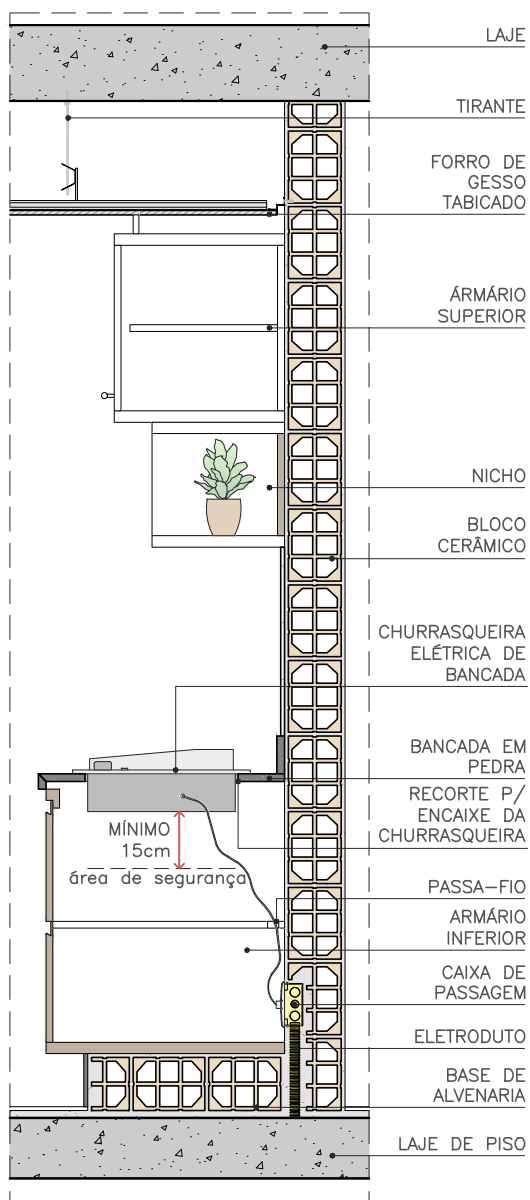 LAJE
TIRANTE
FORRO DE
GESSO
TABICADO
ÁRMÁRIO
SUPERIOR
NICHO
BLOCO
CERÂMICO
CHURRASQUEIRA
ELÉTRICA DE
BANCADA
BANCADA EM
PEDRA
RECORTE P/
ENCAIXE DA
CHURRASQUEIRA
MÍNIMO
15cm
área de segurança
PASSA-FIO
ARMÁRIO
INFERIOR
CAIXA DE
PASSAGEM
ELETRODUTO
BASE DE
ALVENARIA
LAJE DE PISO